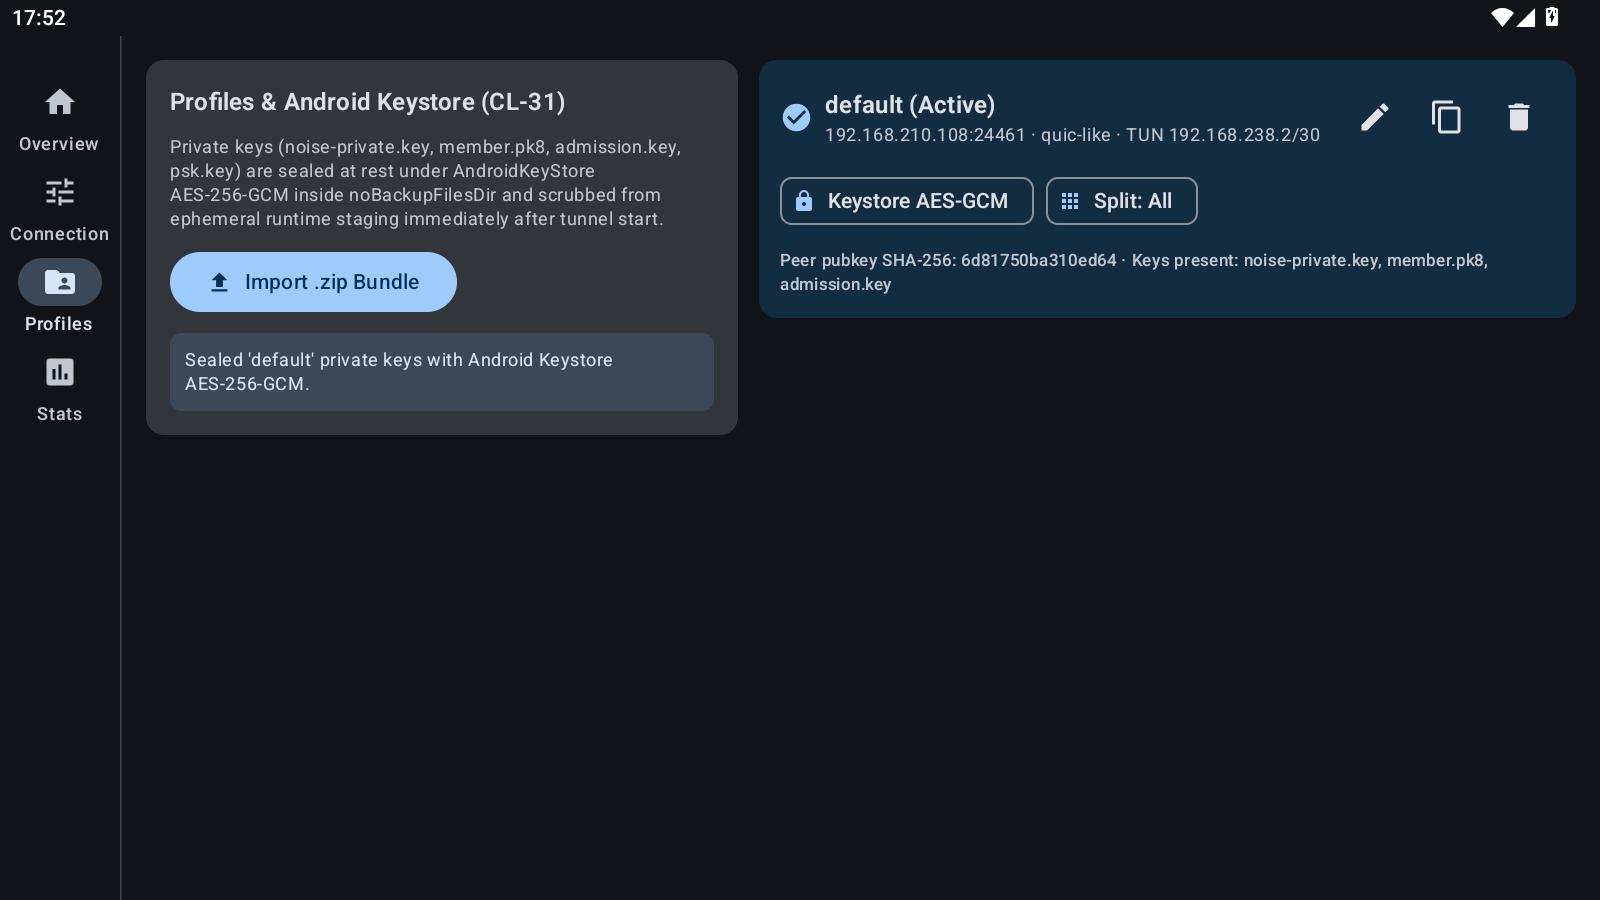 17:52
Overview
Connection
Profiles
Stats
Profiles & Android Keystore (CL-31)
Private keys (noise-private.key, member.pk8, admission.key,
psk.key) are sealed at rest under AndroidKeyStore
AES-256-GCM inside noBackupFilesDir and scrubbed from
ephemeral runtime staging immediately after tunnel start.
Import .zip Bundle
Sealed 'default' private keys with Android Keystore
AES-256-GCM.
default (Active)
192.168.210.108:24461 · quic-like · TUN 192.168.238.2/30
Keystore AES-GCM
Split: All
Peer pubkey SHA-256: 6d81750ba310ed64 · Keys present: noise-private.key, member.pk8,
admission.key